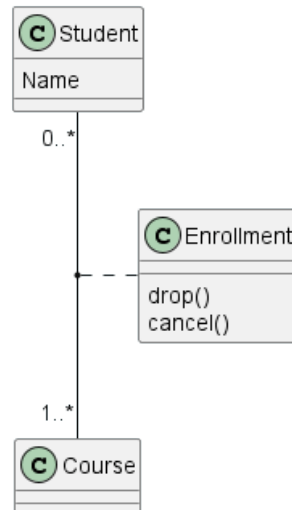 C Student
Name
0..*
C Enrollment
drop()
cancel()
1..*
C Course